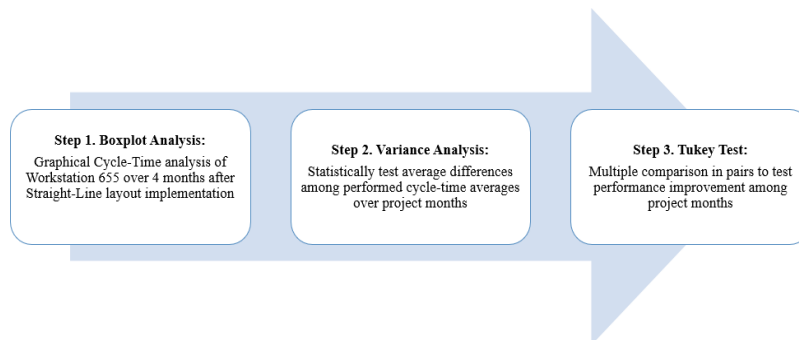 Step 1. Boxplot Analysis:
Graphical Cycle-Time analysis of
Workstation 655 over 4 months after
Straight-Line layout implementation
Step 2. Variance Analysis:
Statistically test average differences
among performed cycle-time averages
over project months
Step 3. Tukey Test:
Multiple comparison in pairs to test
performance improvement among
project months